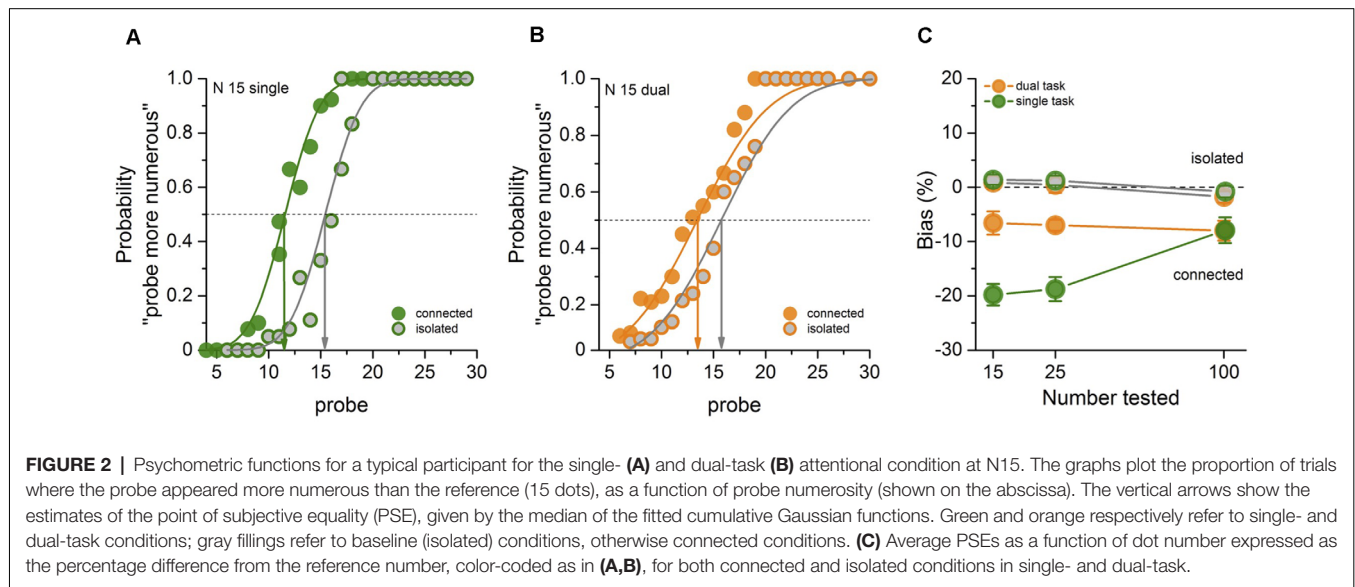 A
B
C
1.0
0.8
0.6
0.4
0.2
0
Probability
"probe more numerous"
N 15 single
connected
isolated
5 10 15 20 25 30
probe
1.0
0.8
0.6
0.4
0.2
0
Probability
"probe more numerous"
N 15 dual
connected
isolated
5 10 15 20 25 30
probe
20
10
0
-10
-20
-30
Bias (%)
dual task
single task
isolated
connected
15 25 100
Number tested
FIGURE 2 | Psychometric functions for a typical participant for the single- (A) and dual-task (B) attentional condition at N15. The graphs plot the proportion of trials
where the probe appeared more numerous than the reference (15 dots), as a function of probe numerosity (shown on the abscissa). The vertical arrows show the
estimates of the point of subjective equality (PSE), given by the median of the fitted cumulative Gaussian functions. Green and orange respectively refer to single- and
dual-task conditions; gray fillings refer to baseline (isolated) conditions, otherwise connected conditions. (C) Average PSEs as a function of dot number expressed as
the percentage difference from the reference number, color-coded as in (A,B), for both connected and isolated conditions in single- and dual-task.